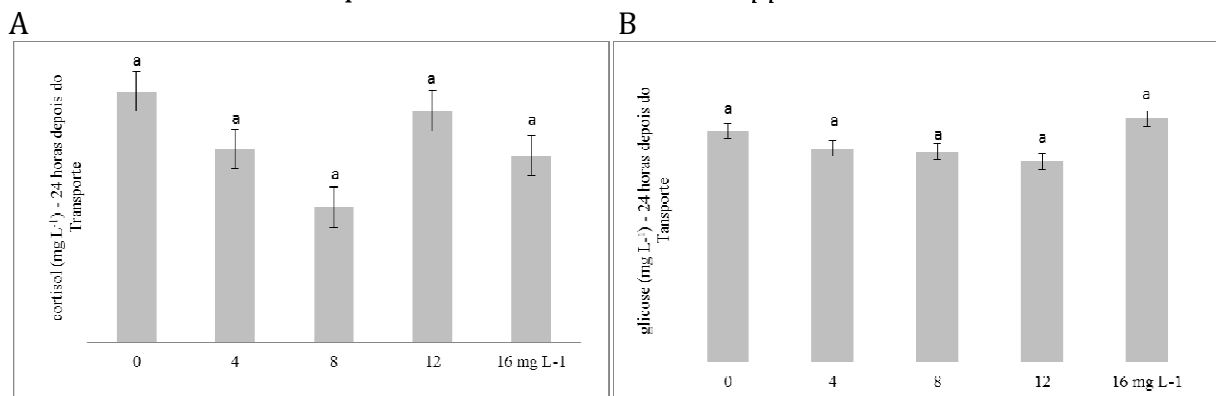 A
B
cortisol (mg L-1) - 24 horas depois do
Transporte
a
a
a
a
a
0 4 8 12 16 mg L-1
glicose (mg L-1) - 24 horas depois do
Tansporte
a
a
a
a
a
0 4 8 12 16 mg L-1